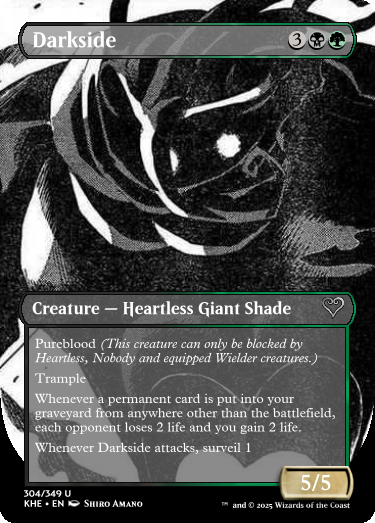 Darkside 3
Creature — Heartless Giant Shade
Pureblood (This creature can only be blocked by
Heartless, Nobody and equipped Wielder creatures.)
Trample
Whenever a permanent card is put into your
graveyard from anywhere other than the battlefield,
each opponent loses 2 life and you gain 2 life.
Whenever Darkside attacks, surveil 1
5/5
304/349 U
KHE • EN Shiro Amano ™ and © 2025 Wizards of the Coast